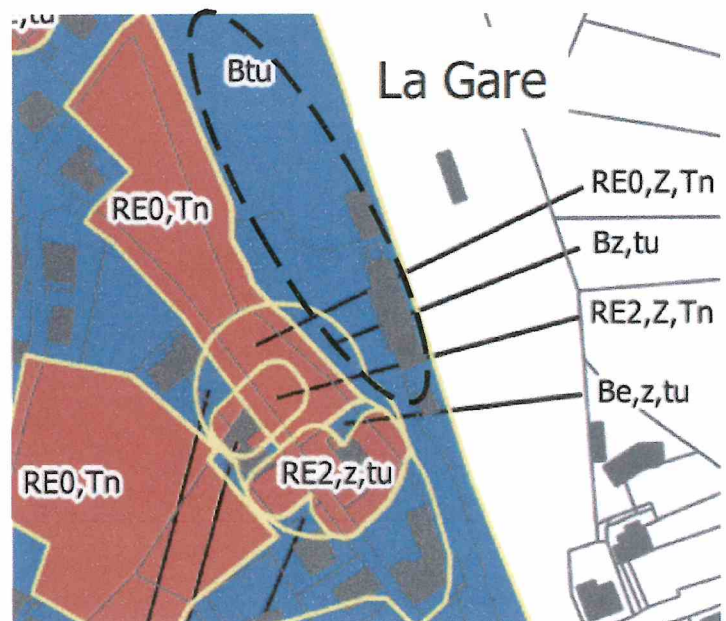 Btu
La Gare
RE0,Z,Tn
RE0,Tn
Bz,tu
RE2,Z,Tn
Be,z,tu
RE0,Tn
RE2,z,tu